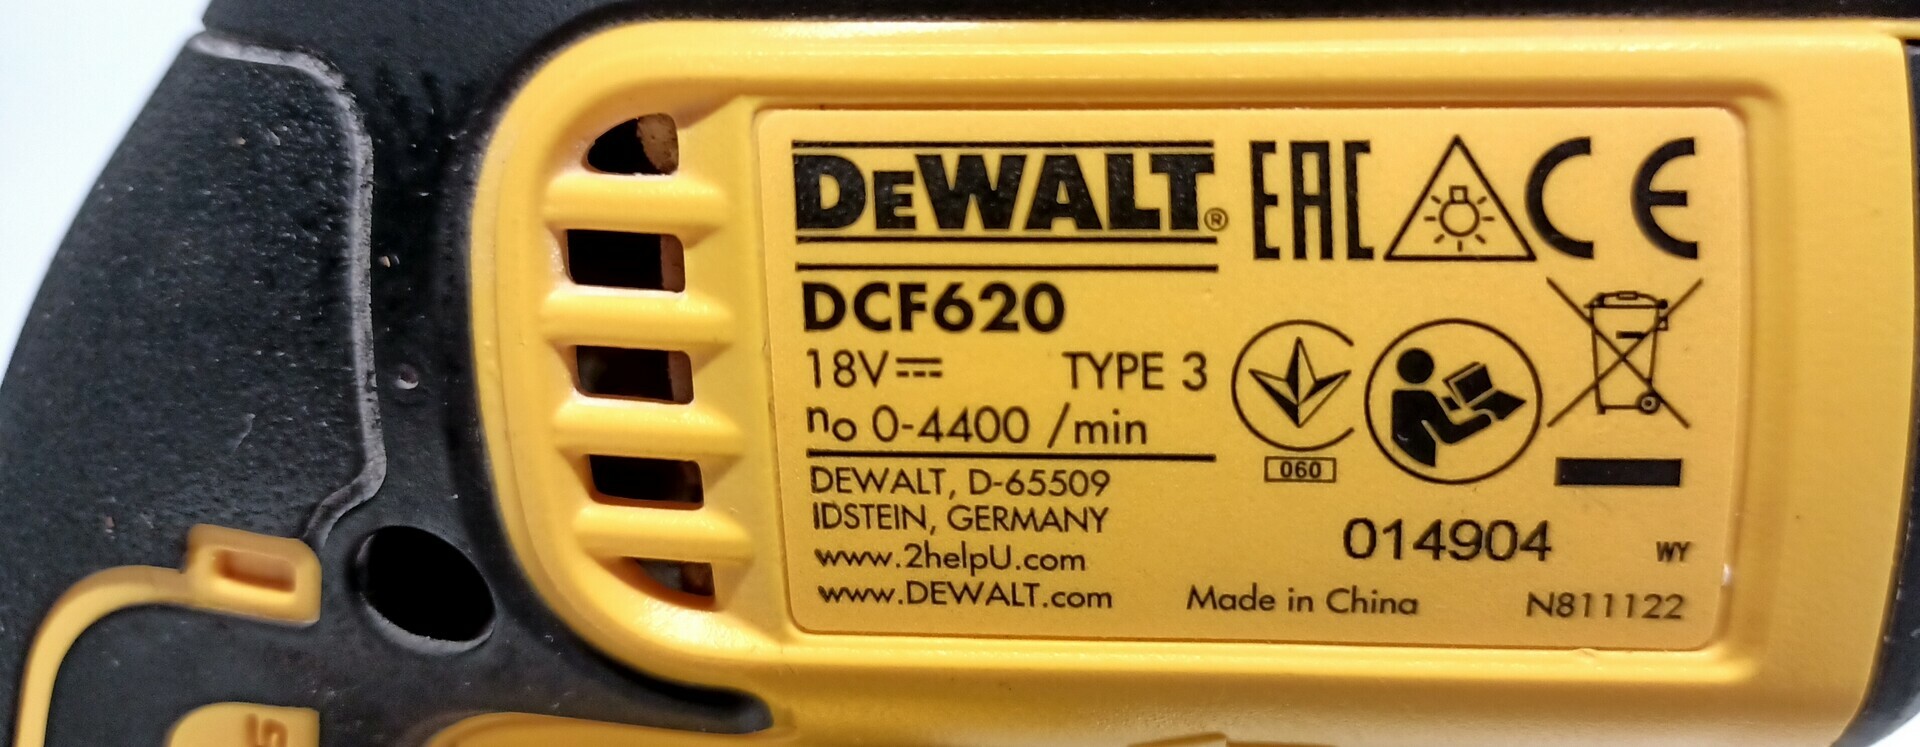 DEWALT®
EAC
CE
DCF620
18V TYPE 3
n₀ 0-4400 /min
DEWALT, D-65509
IDSTEIN, GERMANY
www.2helpU.com
www.DEWALT.com
060
014904
WY
Made in China
N811122